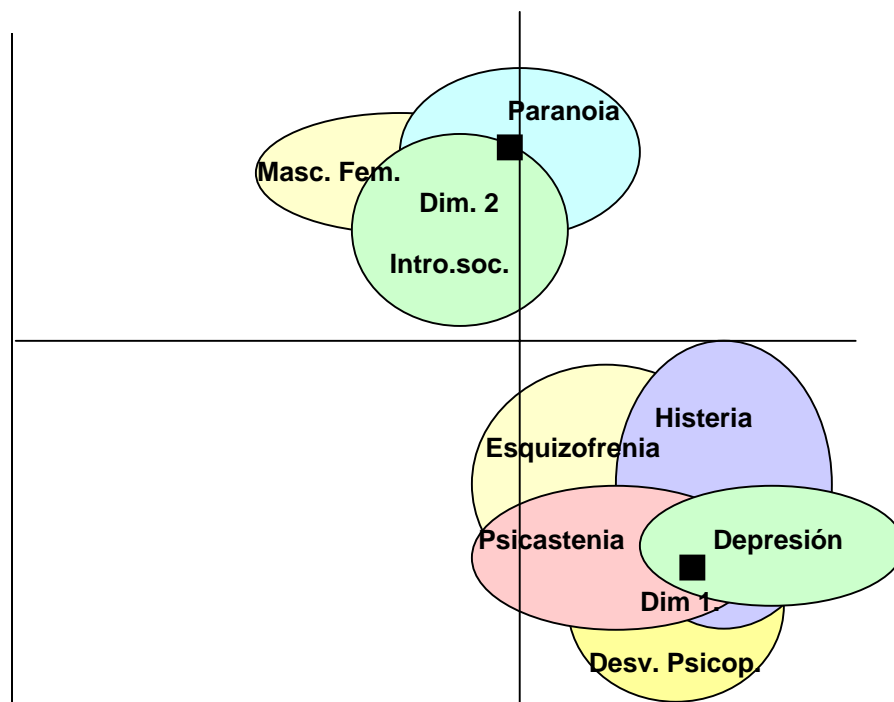 Paranoia
Masc. Fem.
Dim. 2
Intro.soc.
Histeria
Esquizofrenia
Psicastenia
Depresión
Dim 1.
Desv. Psicop.